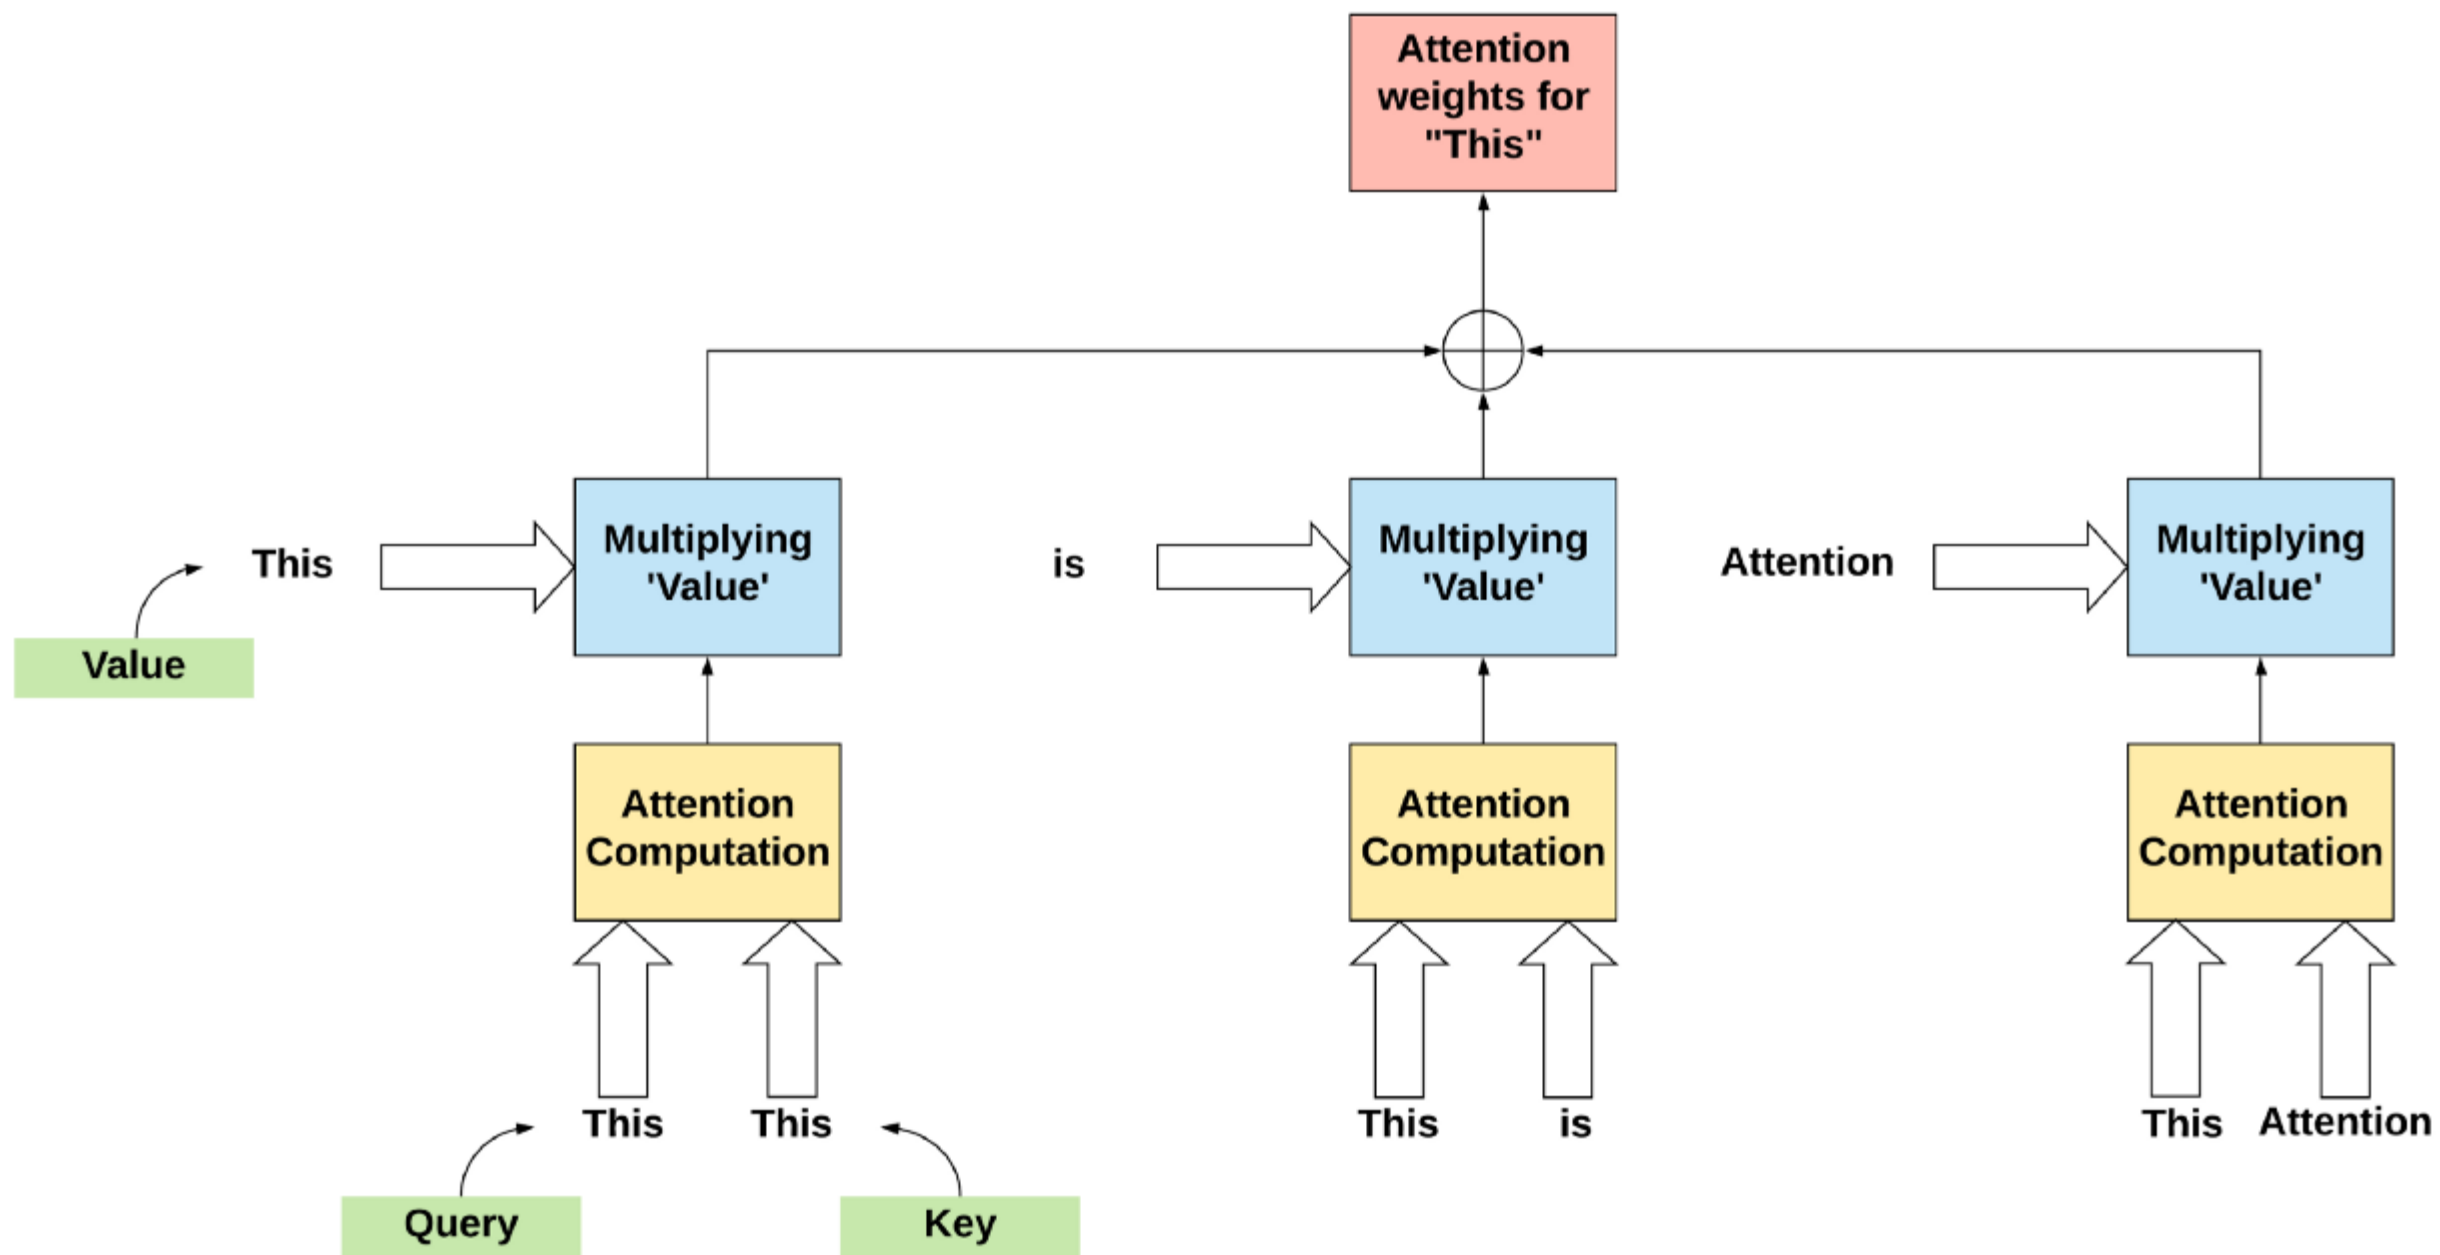 Attention
weights for
"This"
This
Multiplying
'Value'
is
Multiplying
'Value'
Attention
Multiplying
'Value'
Value
Attention
Computation
Attention
Computation
Attention
Computation
This
This
This
is
This
Attention
Query
Key